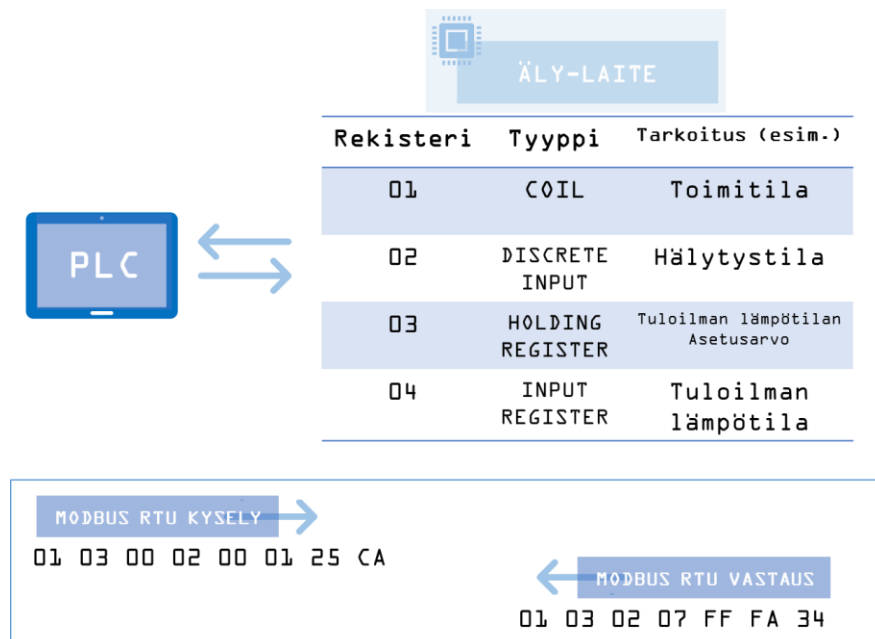 ÄLY-LAITE
Rekisteri Tyyppi Tarkoitus (esim.)
01 COIL Toimitila
PLC
02 DISCRETE Hälytystila
INPUT
03 HOLDING Tuloilman lämpötilan
REGISTER Asetusarvo
04 INPUT Tuloilman
REGISTER lämpötila
MODBUS RTU KYSELY
01 03 00 02 00 01 25 CA
MODBUS RTU VASTAUS
01 03 02 07 FF FA 34